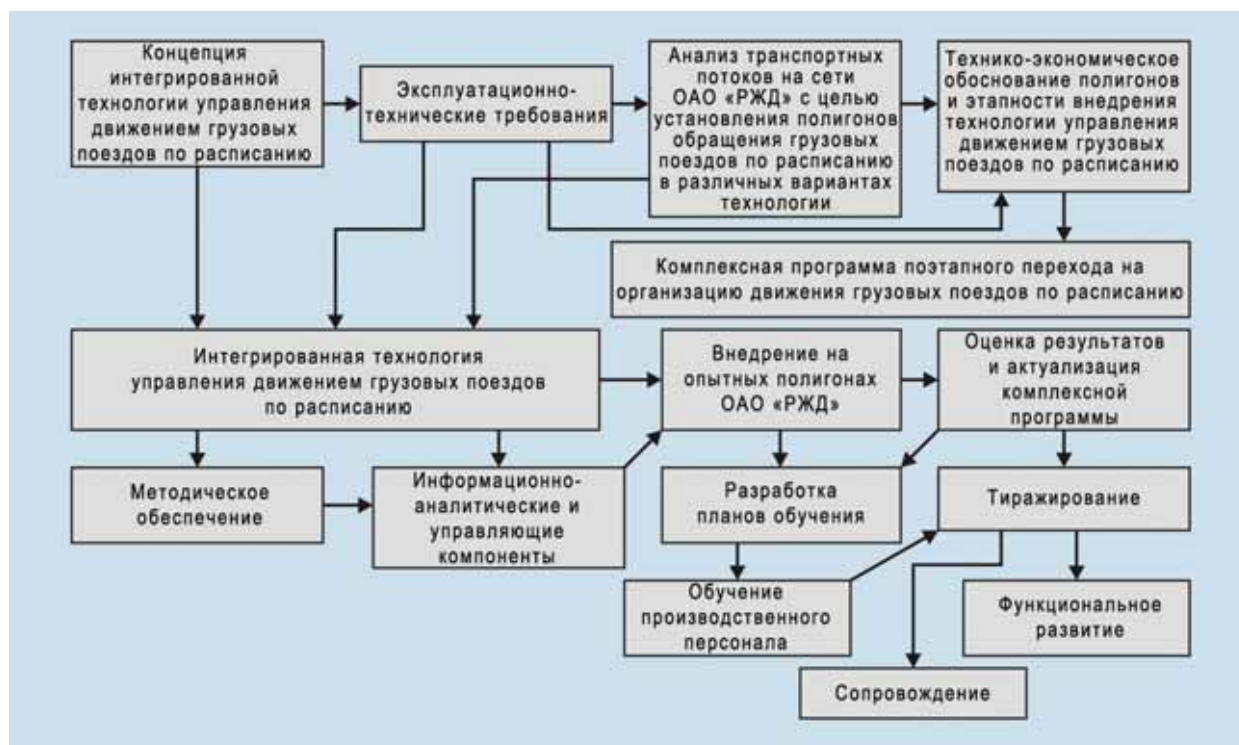 Концепция
интегрированной
технологии управления
движением грузовых
поездов по расписанию
Эксплуатационно-
технические требования
Анализ транспортных
потоков на сети
ОАО «РЖД» с целью
установления полигонов
обращения грузовых
поездов по расписанию
в различных вариантах
технологии
Технико-экономическое
обоснование полигонов
и этапности внедрения
технологии управления
движением грузовых
поездов по расписанию
Комплексная программа поэтапного перехода на
организацию движения грузовых поездов по расписанию
Интегрированная технология
управления движением грузовых поездов
по расписанию
Внедрение на
опытных полигонах
ОАО «РЖД»
Оценка результатов
и актуализация
комплексной
программы
Методическое
обеспечение
Информационно-
аналитические и
управляющие
компоненты
Разработка
планов обучения
Тиражирование
Обучение
производственного
персонала
Функциональное
развитие
Сопровождение